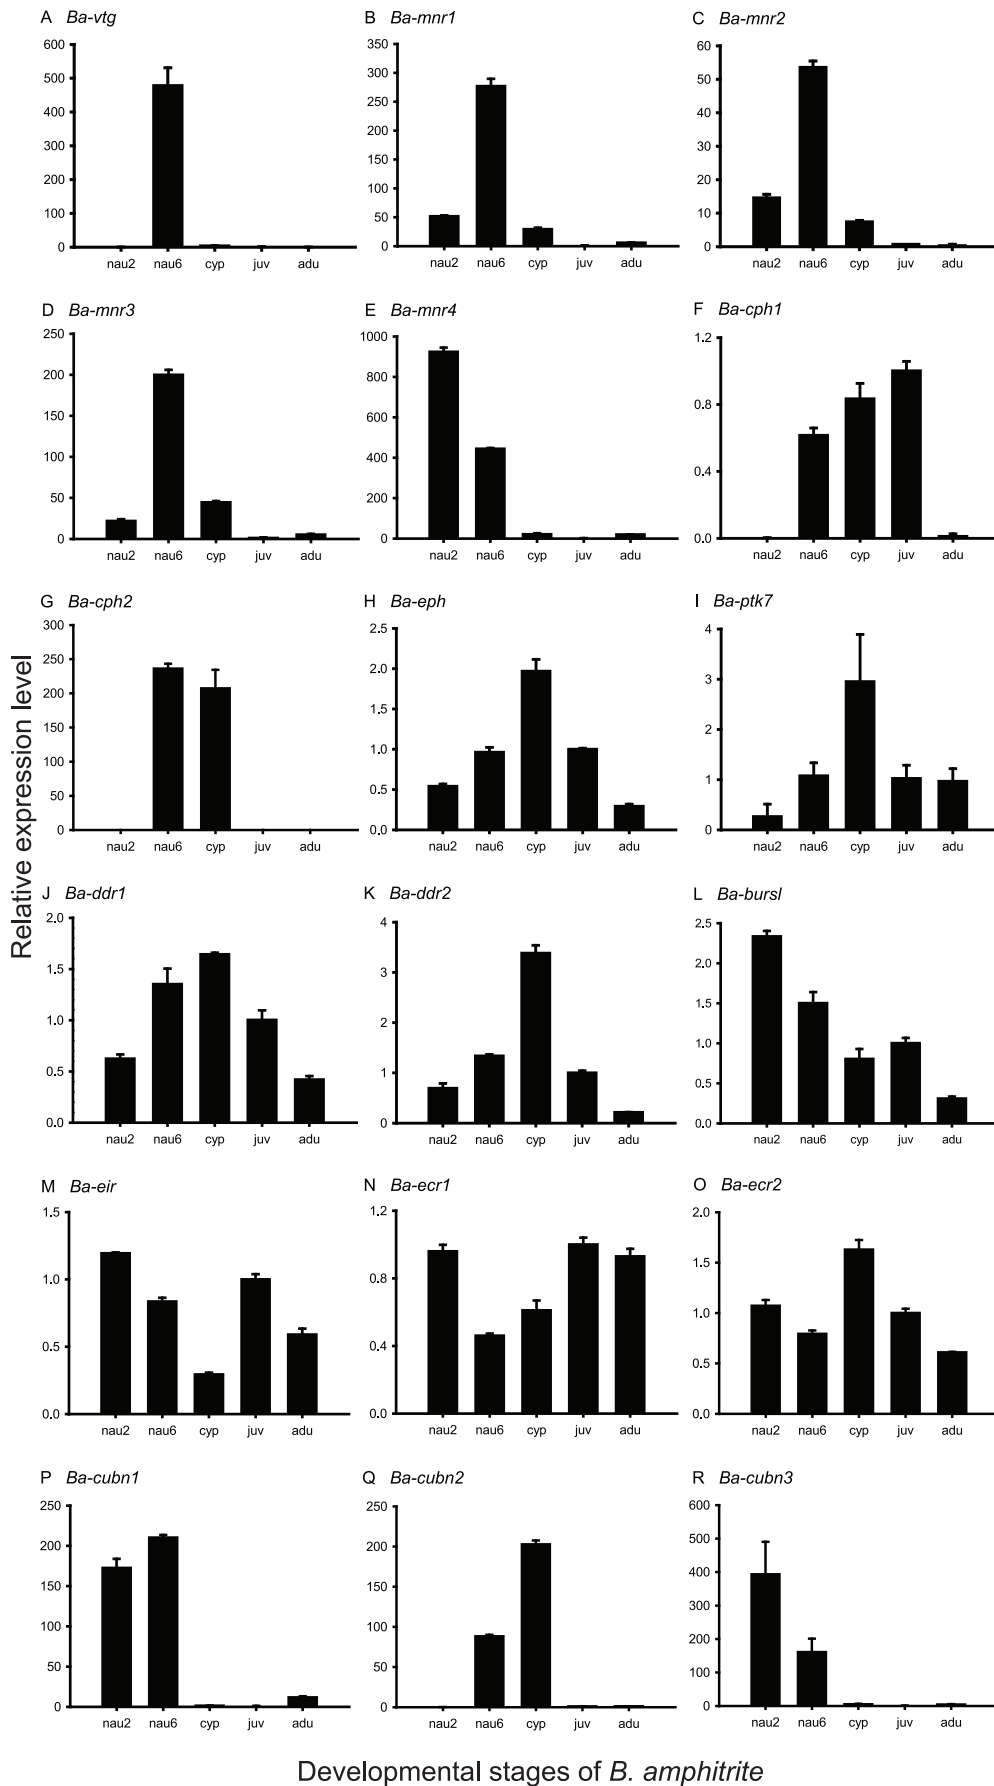 A Ba-vtg
600
500
400
300
200
100
0
nau2 nau6 cyp juv adu
B Ba-mnr1
350
300
250
200
150
100
50
0
nau2 nau6 cyp juv adu
C Ba-mnr2
60
50
40
30
20
10
0
nau2 nau6 cyp juv adu
D Ba-mnr3
250
200
150
100
50
0
nau2 nau6 cyp juv adu
E Ba-mnr4
1000
800
600
400
200
0
nau2 nau6 cyp juv adu
F Ba-cph1
1.2
0.8
0.4
0.0
nau2 nau6 cyp juv adu
G Ba-cph2
300
250
200
150
100
50
0
nau2 nau6 cyp juv adu
H Ba-eph
2.5
2.0
1.5
1.0
0.5
0.0
nau2 nau6 cyp juv adu
I Ba-ptk7
4
3
2
1
0
nau2 nau6 cyp juv adu
Relative expression level
J Ba-ddr1
2.0
1.5
1.0
0.5
0.0
nau2 nau6 cyp juv adu
K Ba-ddr2
4
3
2
1
0
nau2 nau6 cyp juv adu
L Ba-bursl
2.5
2.0
1.5
1.0
0.5
0.0
nau2 nau6 cyp juv adu
M Ba-eir
1.5
1.0
0.5
0.0
nau2 nau6 cyp juv adu
N Ba-ecr1
1.2
0.8
0.4
0.0
nau2 nau6 cyp juv adu
O Ba-ecr2
2.0
1.5
1.0
0.5
0.0
nau2 nau6 cyp juv adu
P Ba-cubn1
250
200
150
100
50
0
nau2 nau6 cyp juv adu
Q Ba-cubn2
250
200
150
100
50
0
nau2 nau6 cyp juv adu
R Ba-cubn3
600
500
400
300
200
100
0
nau2 nau6 cyp juv adu
Developmental stages of B. amphitrite